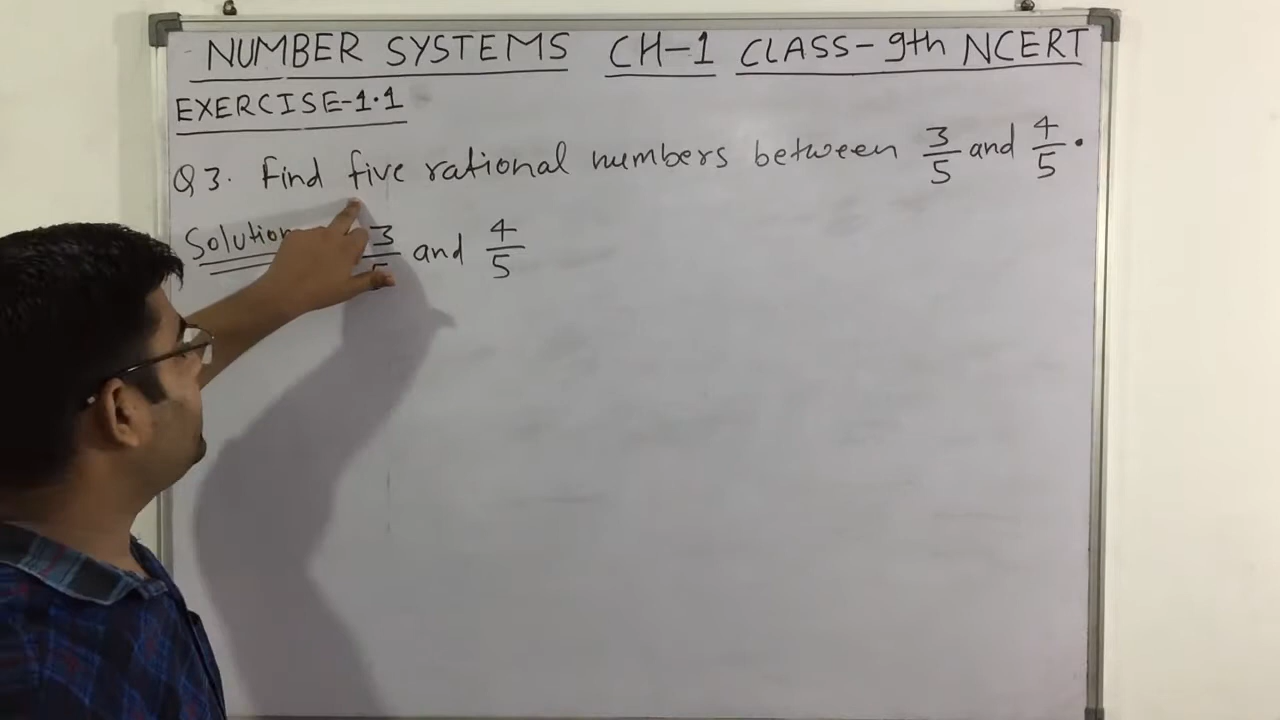 NUMBER SYSTEMS CH-1 CLASS-9th NCERT
EXERCISE-1.1
Q3. Find five rational numbers between 3/5 and 4/5.
Solution 3/5 and 4/5